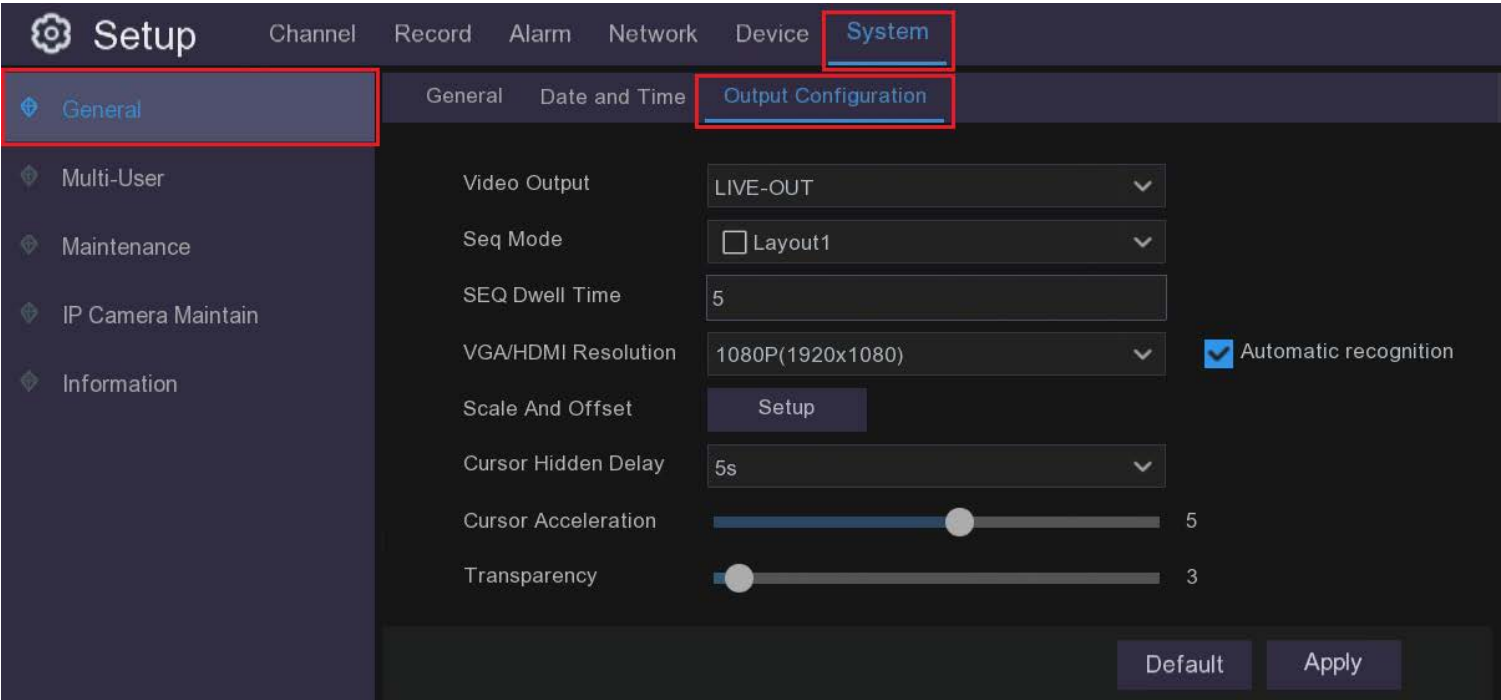 Setup Channel Record Alarm Network Device System
General
Multi-User
Maintenance
IP Camera Maintain
Information
General Date and Time Output Configuration
Video Output LIVE-OUT
Seq Mode Layout1
SEQ Dwell Time 5
VGA/HDMI Resolution 1080P(1920x1080) Automatic recognition
Scale And Offset Setup
Cursor Hidden Delay 5s
Cursor Acceleration 5
Transparency 3
Default Apply